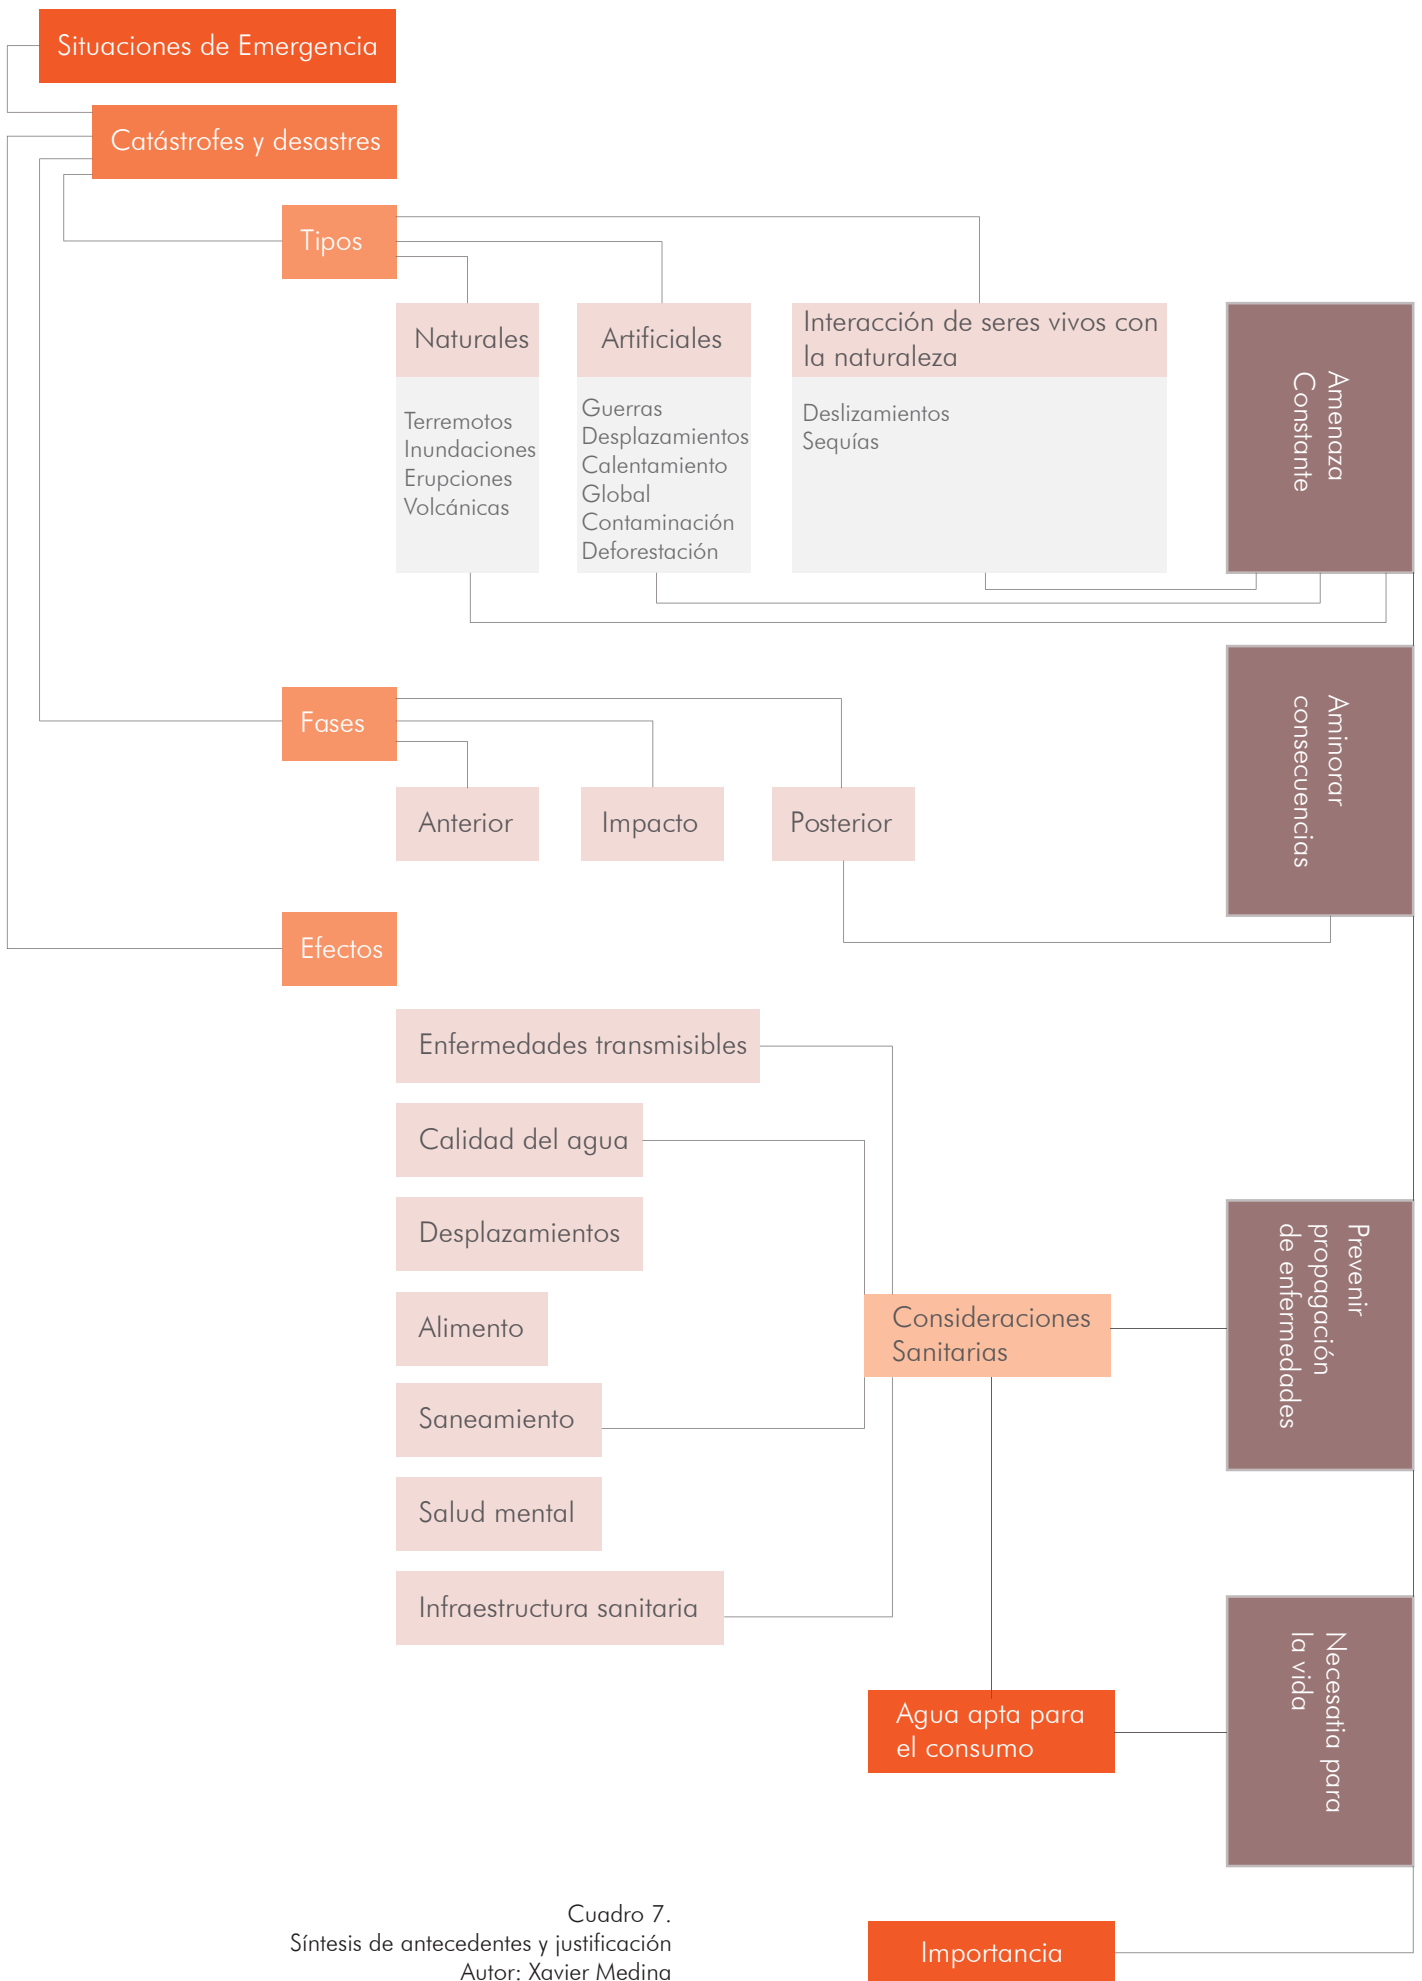 Situaciones de Emergencia
Catástrofes y desastres
Tipos
Naturales
Terremotos
Inundaciones
Erupciones
Volcánicas
Artificiales
Guerras
Desplazamientos
Calentamiento
Global
Contaminación
Deforestación
Interacción de seres vivos con
la naturaleza
Deslizamientos
Sequías
Amenaza
Constante
Fases
Anterior
Impacto
Posterior
Aminorar
consecuencias
Efectos
Enfermedades transmisibles
Calidad del agua
Desplazamientos
Alimento
Saneamiento
Salud mental
Infraestructura sanitaria
Consideraciones
Sanitarias
Prevenir
propagación
de enfermedades
Agua apta para
el consumo
Necesatia para
la vida
Importancia
Cuadro 7.
Síntesis de antecedentes y justificación
Autor: Xavier Medina